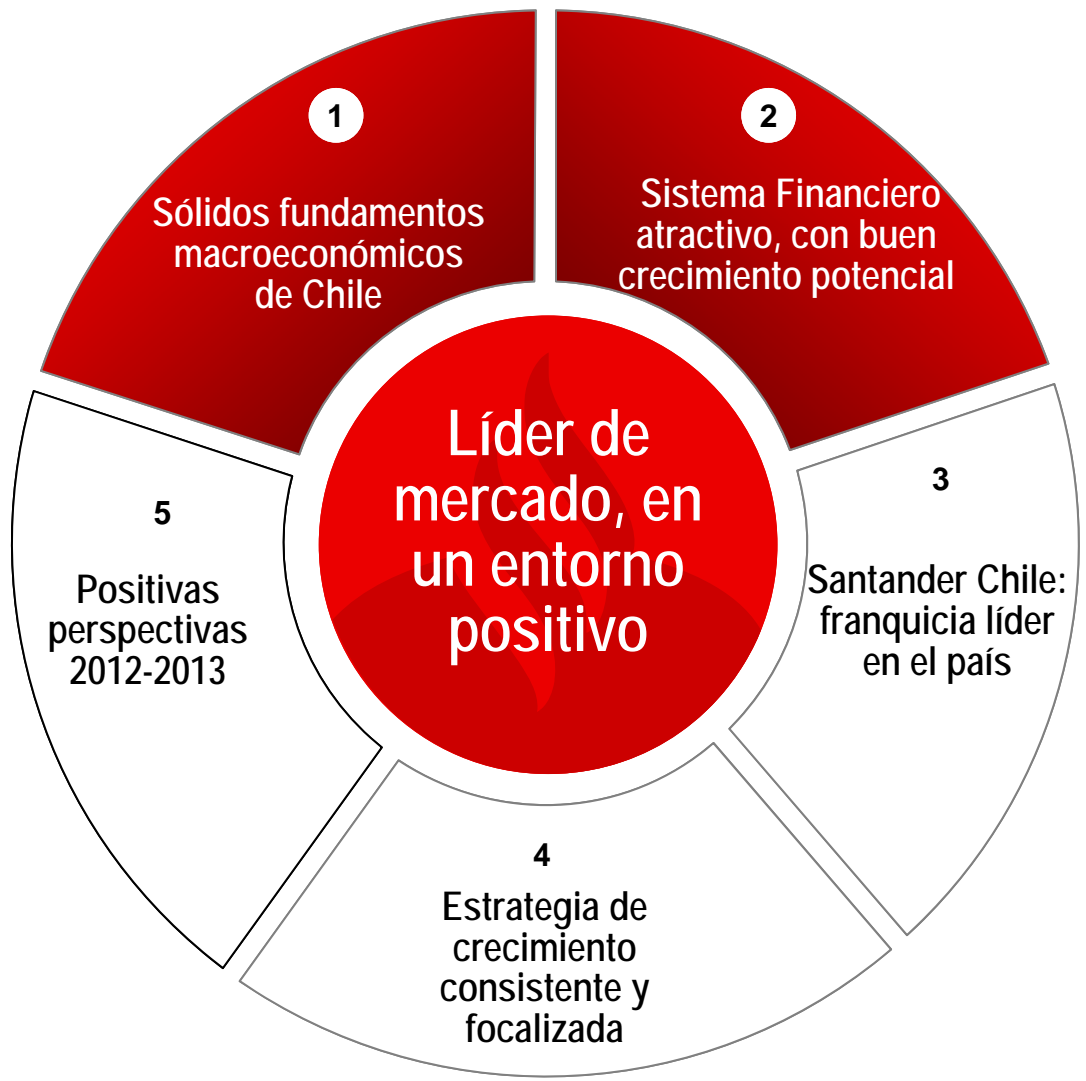 1
Sólidos fundamentos
macroeconómicos
de Chile
2
Sistema Financiero
atractivo, con buen
crecimiento potencial
3
Santander Chile:
franquicia líder
en el país
4
Estrategia de
crecimiento
consistente y
focalizada
5
Positivas
perspectivas
2012-2013
Líder de
mercado, en
un entorno
positivo